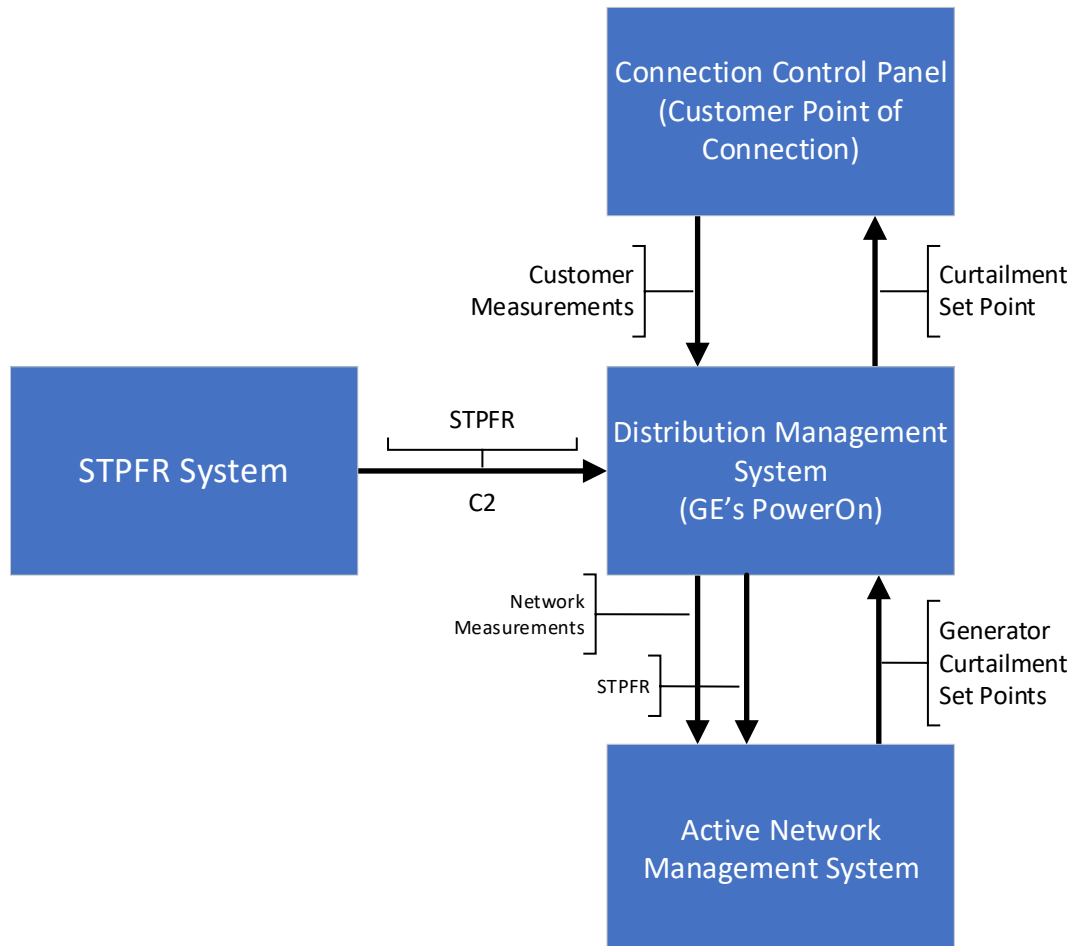 Connection Control Panel
(Customer Point of
Connection)
Customer
Measurements
Curtailment
Set Point
STPFR System
STPFR
C2
Distribution Management
System
(GE’s PowerOn)
Network
Measurements
STPFR
Generator
Curtailment
Set Points
Active Network
Management System